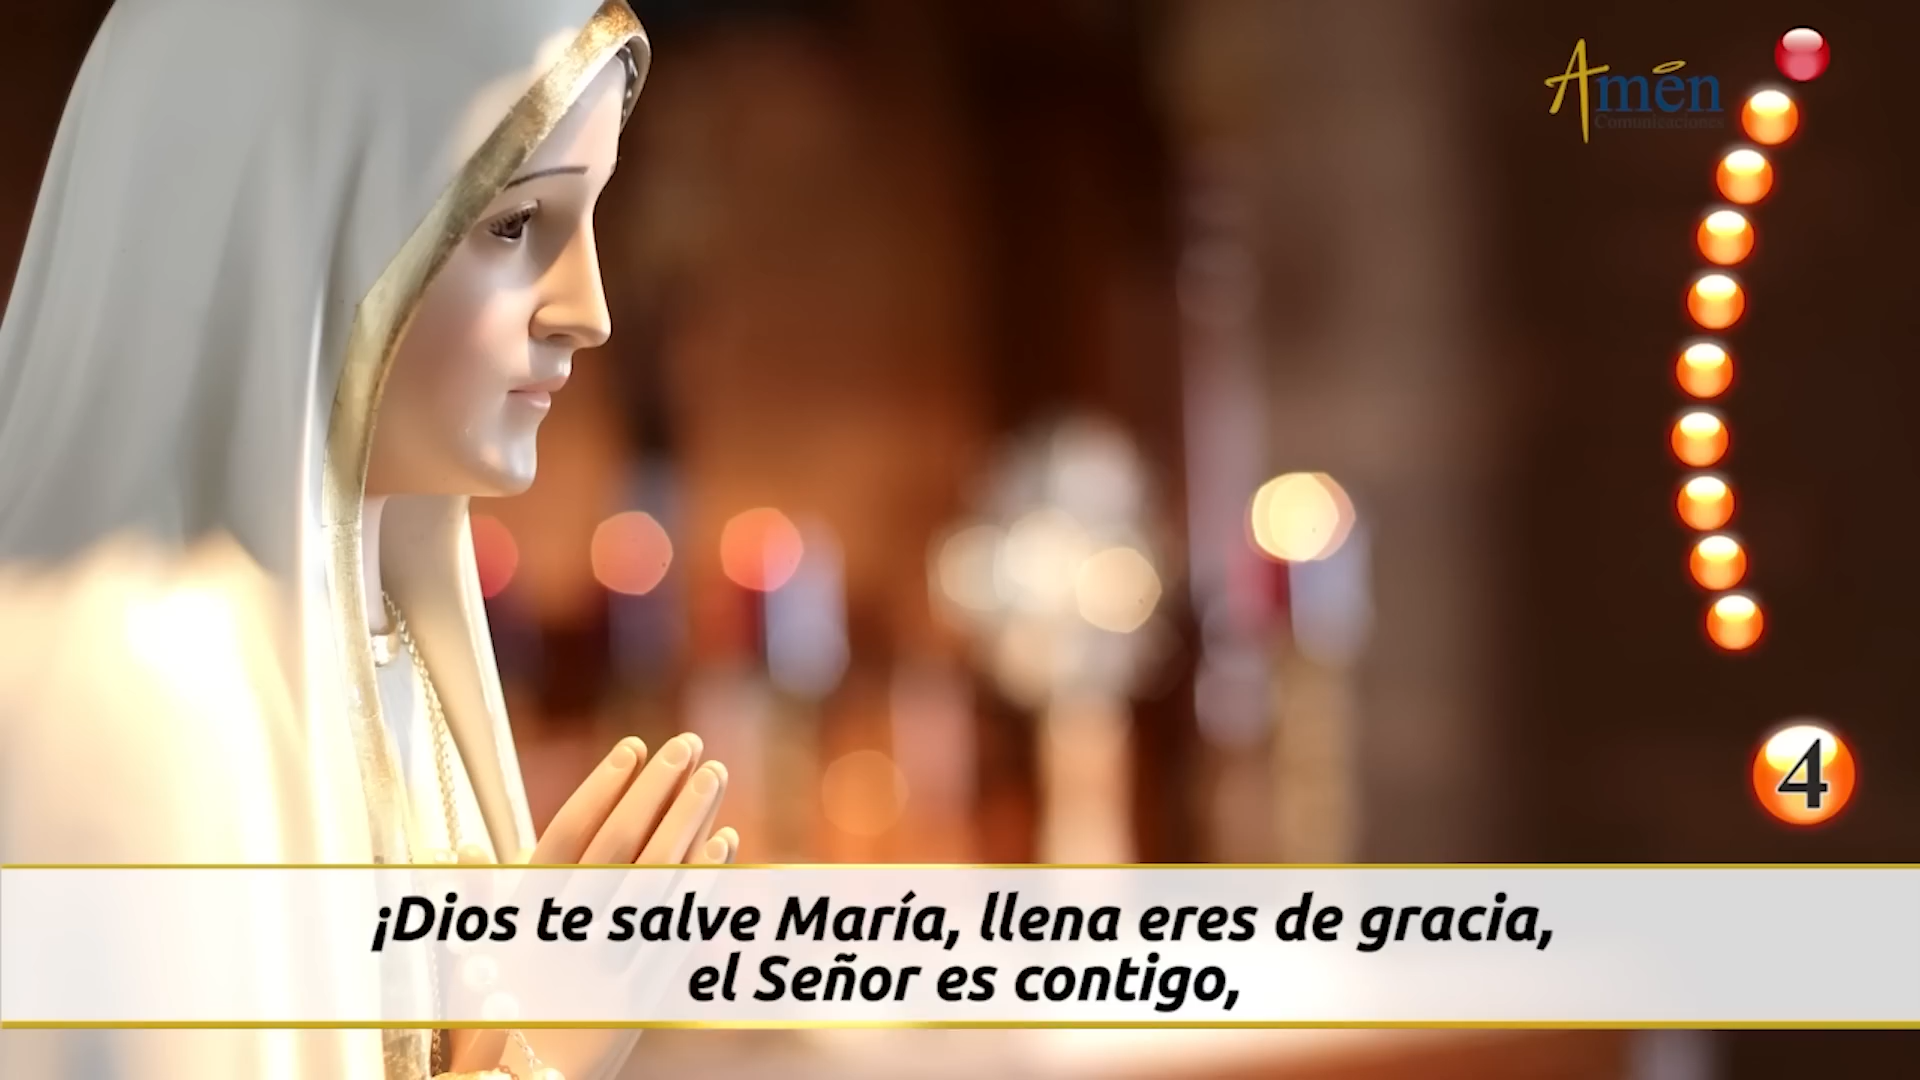 Amén
Comunicaciones
4
¡Dios te salve María, llena eres de gracia,
el Señor es contigo,